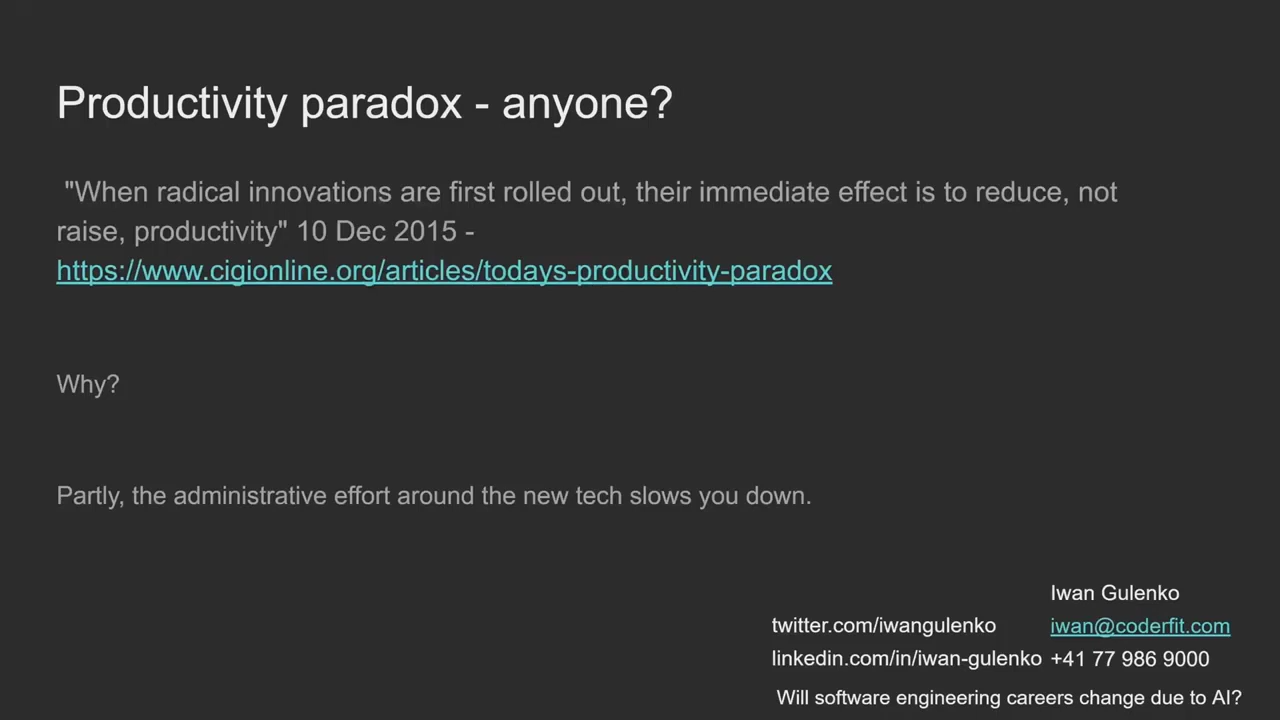 Productivity paradox - anyone?
"When radical innovations are first rolled out, their immediate effect is to reduce, not
raise, productivity" 10 Dec 2015 -
https://www.cigionline.org/articles/todays-productivity-paradox
Why?
Partly, the administrative effort around the new tech slows you down.
Iwan Gulenko
twitter.com/iwangulenko iwan@coderfit.com
linkedin.com/in/iwan-gulenko +41 77 986 9000
Will software engineering careers change due to AI?